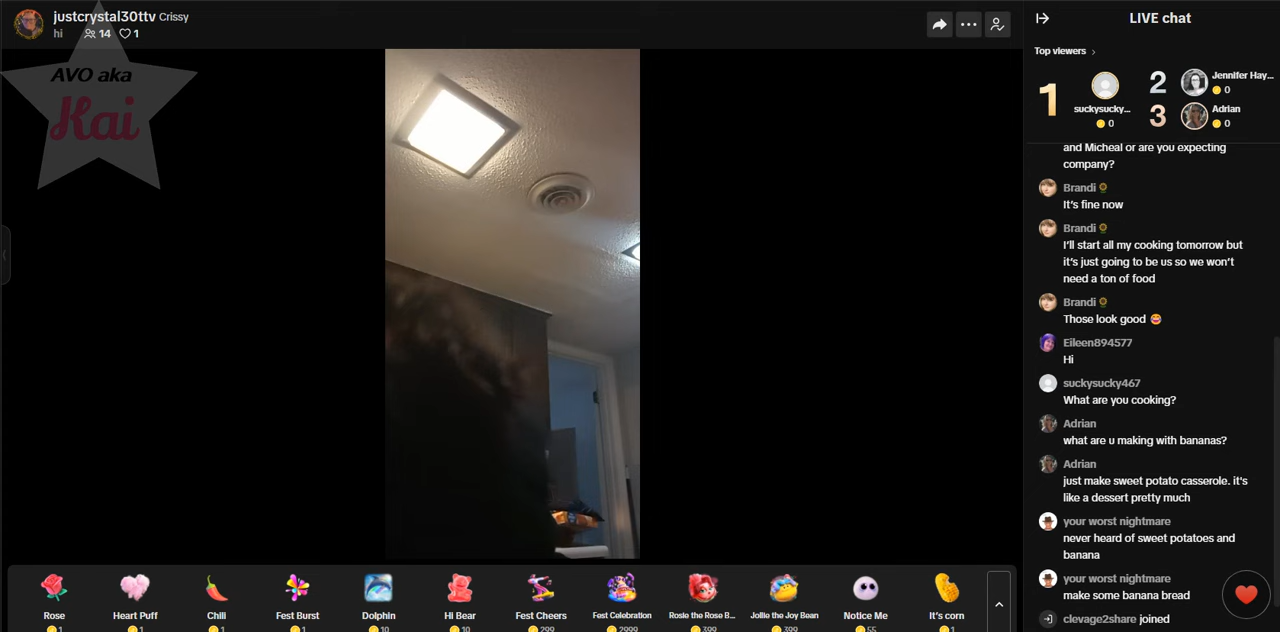 justcrystal30ttv Crissy
hi 14 1
AVO aka
Kai
LIVE chat
Top viewers
1 suckysucky...
0
2 Jennifer Hay...
0
3 Adrian
0
and Micheal or are you expecting
company?
Brandi
It's fine now
Brandi
I'll start all my cooking tomorrow but
it's just going to be us so we won't
need a ton of food
Brandi
Those look good
Eileen894577
Hi
suckysucky467
What are you cooking?
Adrian
what are u making with bananas?
Adrian
just make sweet potato casserole. it's
like a dessert pretty much
your worst nightmare
never heard of sweet potatoes and
banana
your worst nightmare
make some banana bread
clevage2share joined
Rose Heart Puff Chili Fest Burst Dolphin Hi Bear Fest Cheers Fest Celebration Rosie the Rose B... Jollie the Joy Bean Notice Me It's corn
1 1 1 1 10 10 299 2999 399 399 55 1